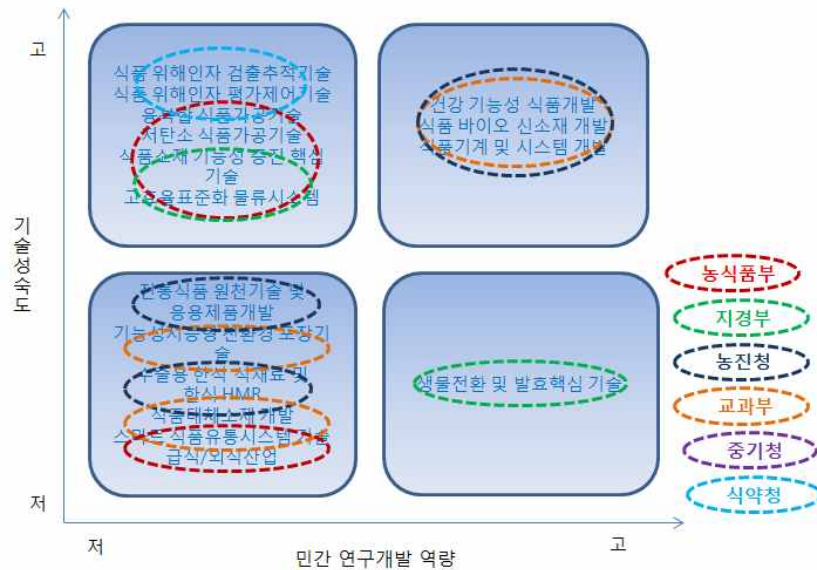 고
식품 위해인자 검출추적기술
식품 위해인자 평가제어기술
융복합 식품가공기술
저탄소 식품가공기술
식품소재 기능성 증진 핵심
기술
고효율표준화 물류시스템
건강 기능성 식품개발
식품 바이오 신소재 개발
식품기계 및 시스템 개발
기술성숙도
전통식품 원천기술 및
응용제품개발
기능성지능형 친환경 포장기
술
수출용 한식 식재료 및
한식 HMR
식품대체소재 개발
스마트 식품유통시스템 기술
급식/외식산업
생물전환 및 발효핵심 기술
농식품부
지경부
농진청
교과부
중기청
식약청
저
저
민간 연구개발 역량
고